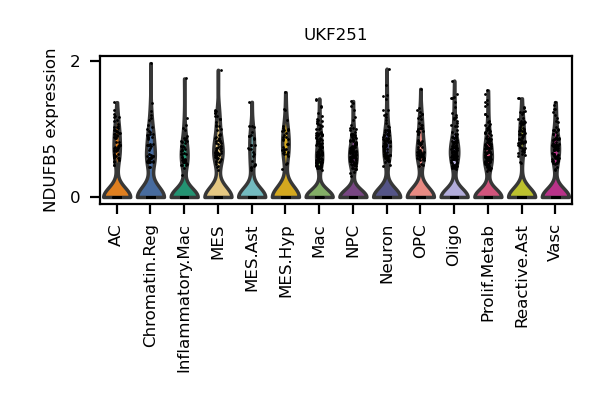 UKF251
NDUFB5 expression
2
0
AC
Chromatin.Reg
Inflammatory.Mac
MES
MES.Ast
MES.Hyp
Mac
NPC
Neuron
OPC
Oligo
Prolif.Metab
Reactive.Ast
Vasc